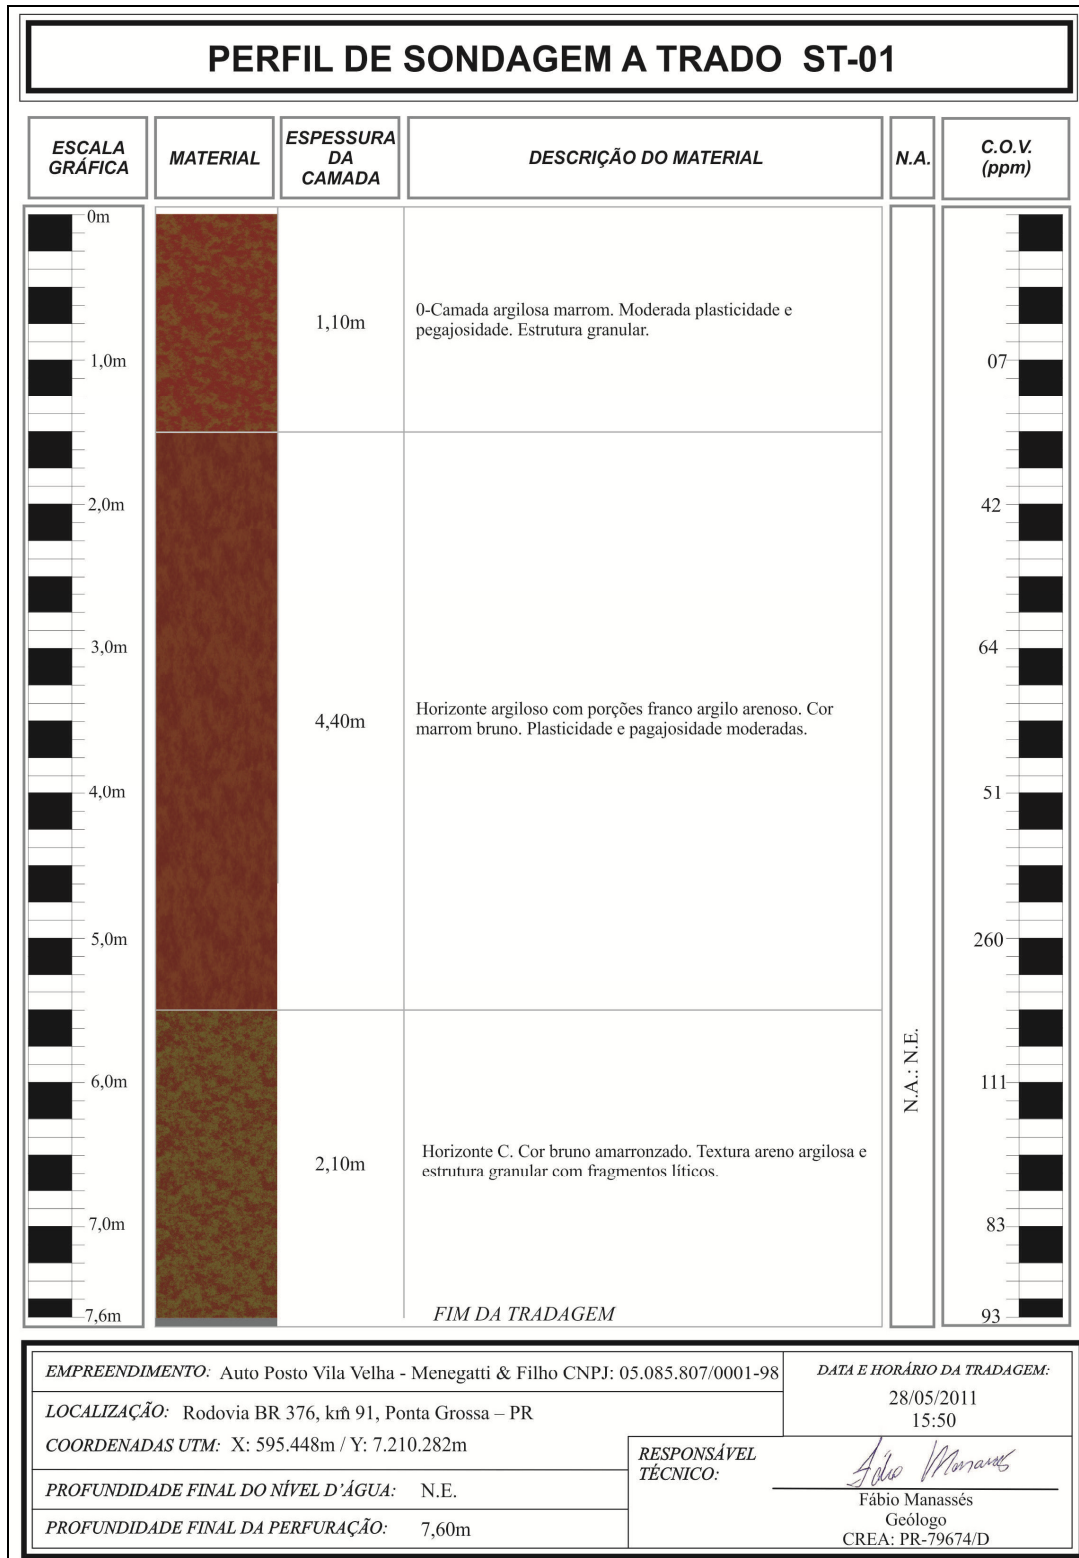 PERFIL DE SONDAGEM A TRADO ST-01
ESCALA
GRÁFICA
MATERIAL
ESPESSURA
DA
CAMADA
DESCRIÇÃO DO MATERIAL
N.A.
C.O.V.
(ppm)
0m
1,0m
2,0m
3,0m
4,0m
5,0m
6,0m
7,0m
7,6m
1,10m
0-Camada argilosa marrom. Moderada plasticidade e
pegajosidade. Estrutura granular.
4,40m
Horizonte argiloso com porções franco argilo arenoso. Cor
marrom bruno. Plasticidade e pagajosidade moderadas.
2,10m
Horizonte C. Cor bruno amarronzado. Textura areno argilosa e
estrutura granular com fragmentos líticos.
FIM DA TRADAGEM
N.A.: N.E.
07
42
64
51
260
111
83
93
EMPREENDIMENTO: Auto Posto Vila Velha - Menegatti & Filho CNPJ: 05.085.807/0001-98
LOCALIZAÇÃO: Rodovia BR 376, km 91, Ponta Grossa – PR
COORDENADAS UTM: X: 595.448m / Y: 7.210.282m
PROFUNDIDADE FINAL DO NÍVEL D'ÁGUA: N.E.
PROFUNDIDADE FINAL DA PERFURAÇÃO: 7,60m
DATA E HORÁRIO DA TRADAGEM:
28/05/2011
15:50
RESPONSÁVEL
TÉCNICO:
Fábio Manassés
Fábio Manassés
Geólogo
CREA: PR-79674/D